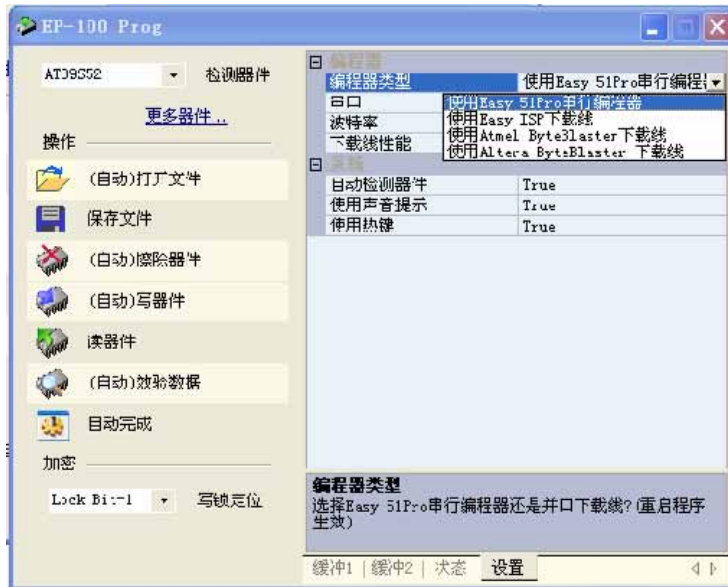 EP-100 Prog
AT89S52 检测器件
更多器件..
操作
(自动)打开文件
保存文件
(自动)擦除器件
(自动)写器件
读器件
(自动)效验数据
自动完成
加密
Lock Bit-1 写锁定位
编程器
编程器类型 使用Easy 51Pro串行编程
串口 使用Easy 51Pro串行编程器
波特率 使用Easy ISP下载线
下载线性能 使用Atmel ByteBlaster下载线
使用Altera ByteBlaster 下载线
系统
自动检测器件 True
使用声音提示 True
使用热键 True
编程器类型
选择Easy 51Pro串行编程器还是并口下载线?(重启程序
生效)
缓冲1 | 缓冲2 | 状态 设置